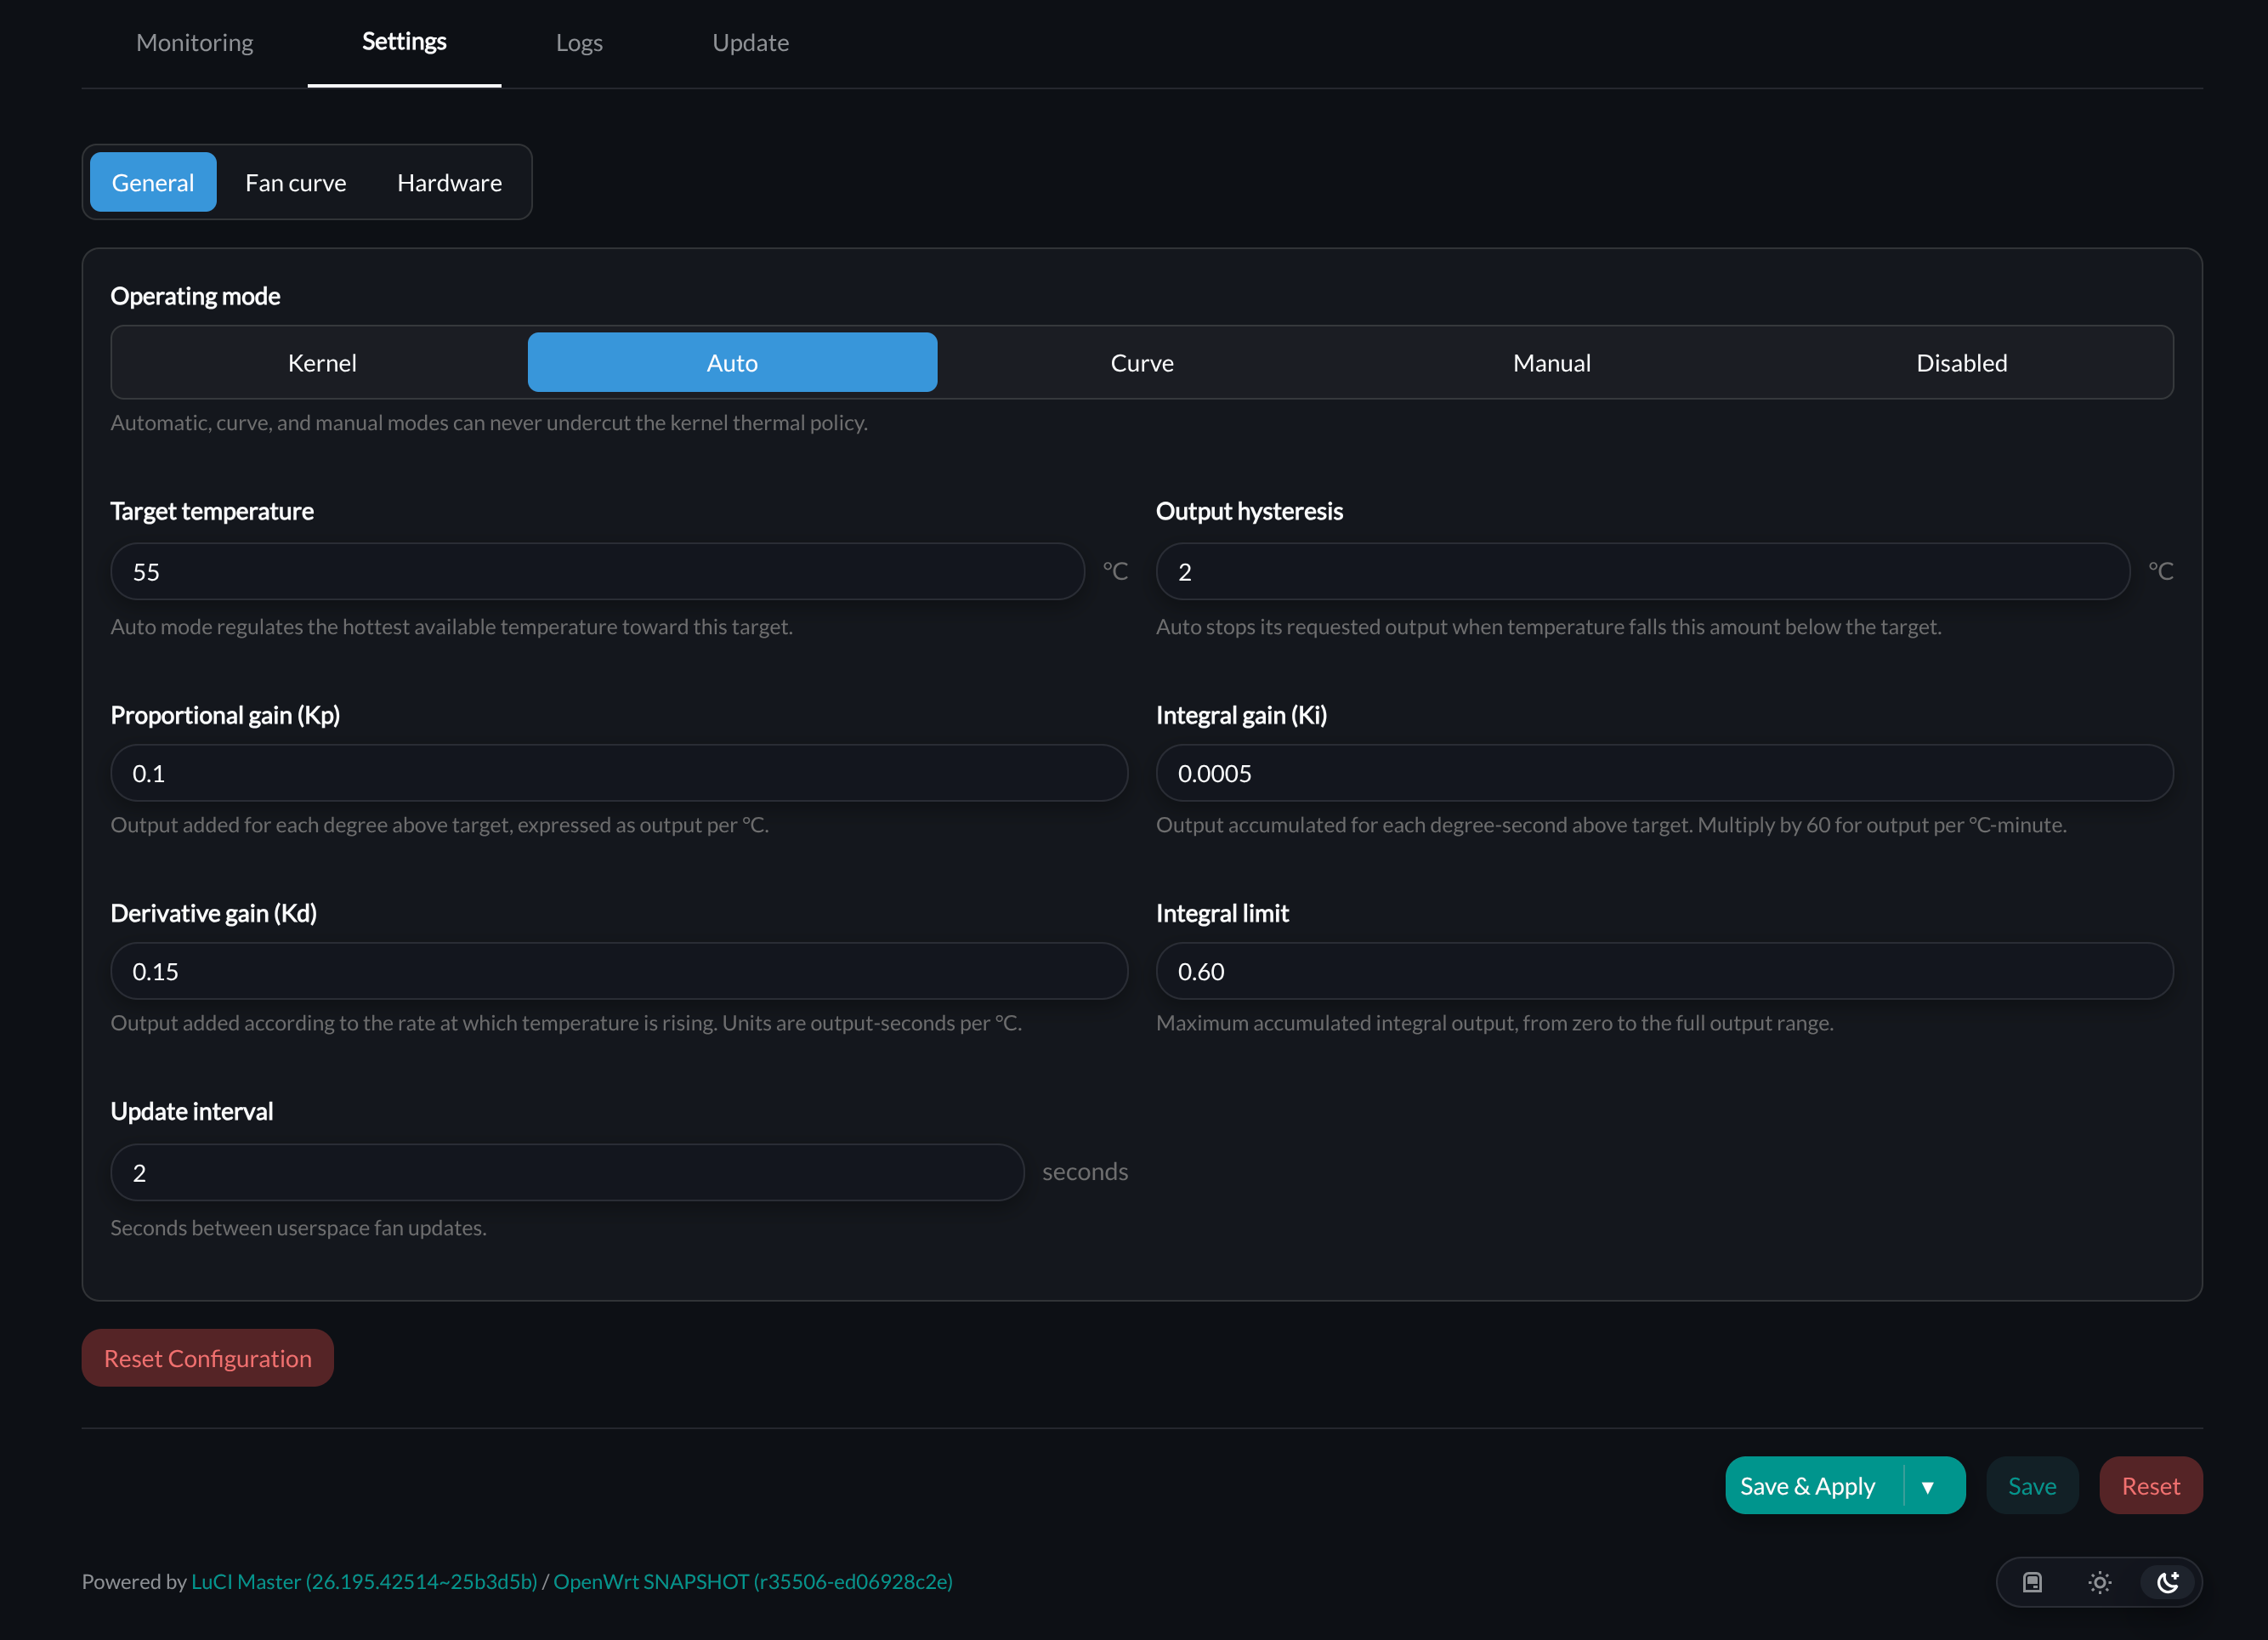 Monitoring Settings Logs Update
General Fan curve Hardware
Operating mode
Kernel Auto Curve Manual Disabled
Automatic, curve, and manual modes can never undercut the kernel thermal policy.
Target temperature
55 °C
Auto mode regulates the hottest available temperature toward this target.
Output hysteresis
2 °C
Auto stops its requested output when temperature falls this amount below the target.
Proportional gain (Kp)
0.1
Output added for each degree above target, expressed as output per °C.
Integral gain (Ki)
0.0005
Output accumulated for each degree-second above target. Multiply by 60 for output per °C-minute.
Derivative gain (Kd)
0.15
Output added according to the rate at which temperature is rising. Units are output-seconds per °C.
Integral limit
0.60
Maximum accumulated integral output, from zero to the full output range.
Update interval
2 seconds
Seconds between userspace fan updates.
Reset Configuration
Save & Apply ▼ Save Reset
Powered by LuCI Master (26.195.42514~25b3d5b) / OpenWrt SNAPSHOT (r35506-ed06928c2e)